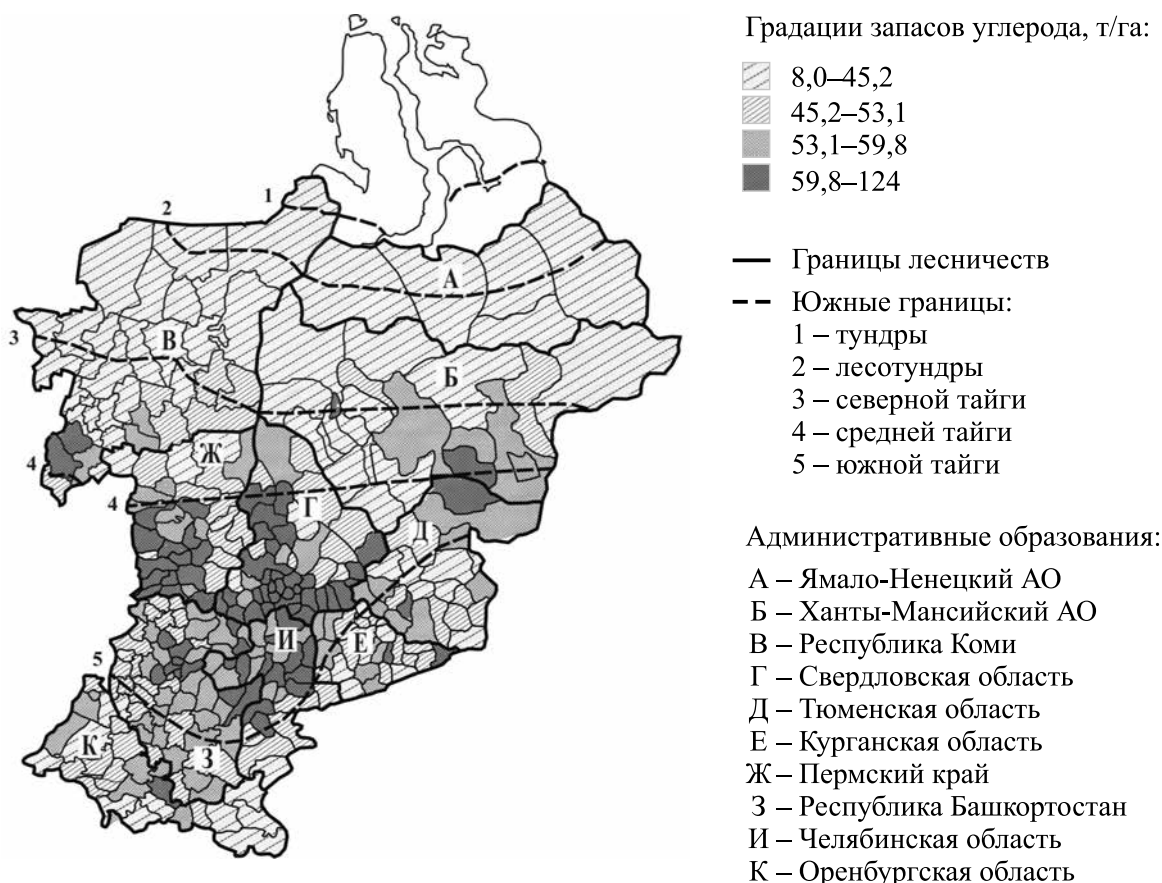 Градации запасов углерода, т/га:
8,0–45,2
45,2–53,1
53,1–59,8
59,8–124
Границы лесничеств
Южные границы:
1 – тундры
2 – лесотундры
3 – северной тайги
4 – средней тайги
5 – южной тайги
Административные образования:
А – Ямало-Ненецкий АО
Б – Ханты-Мансийский АО
В – Республика Коми
Г – Свердловская область
Д – Тюменская область
Е – Курганская область
Ж – Пермский край
З – Республика Башкортостан
И – Челябинская область
К – Оренбургская область
1
2
А
3
В
Б
Ж
4
4
Г
Д
И
Е
5
К
З